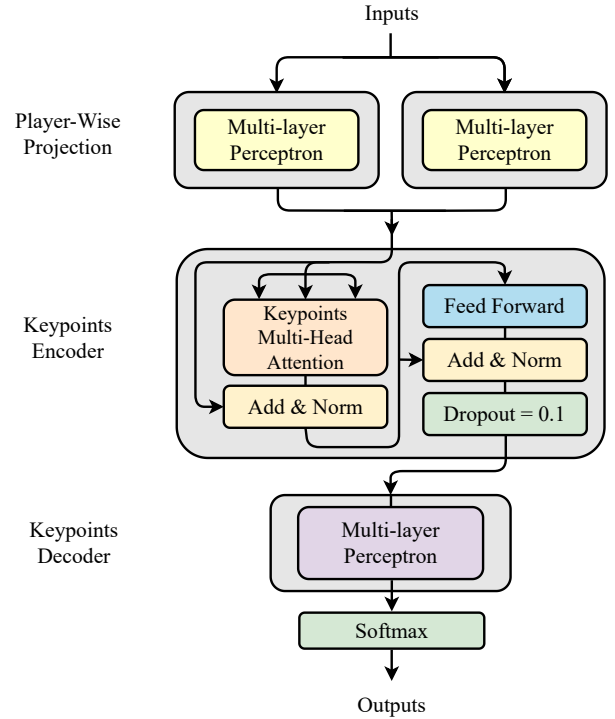 Inputs
Player-Wise
Projection
Multi-layer
Perceptron
Multi-layer
Perceptron
Keypoints
Encoder
Keypoints
Multi-Head
Attention
Add & Norm
Feed Forward
Add & Norm
Dropout = 0.1
Keypoints
Decoder
Multi-layer
Perceptron
Softmax
Outputs